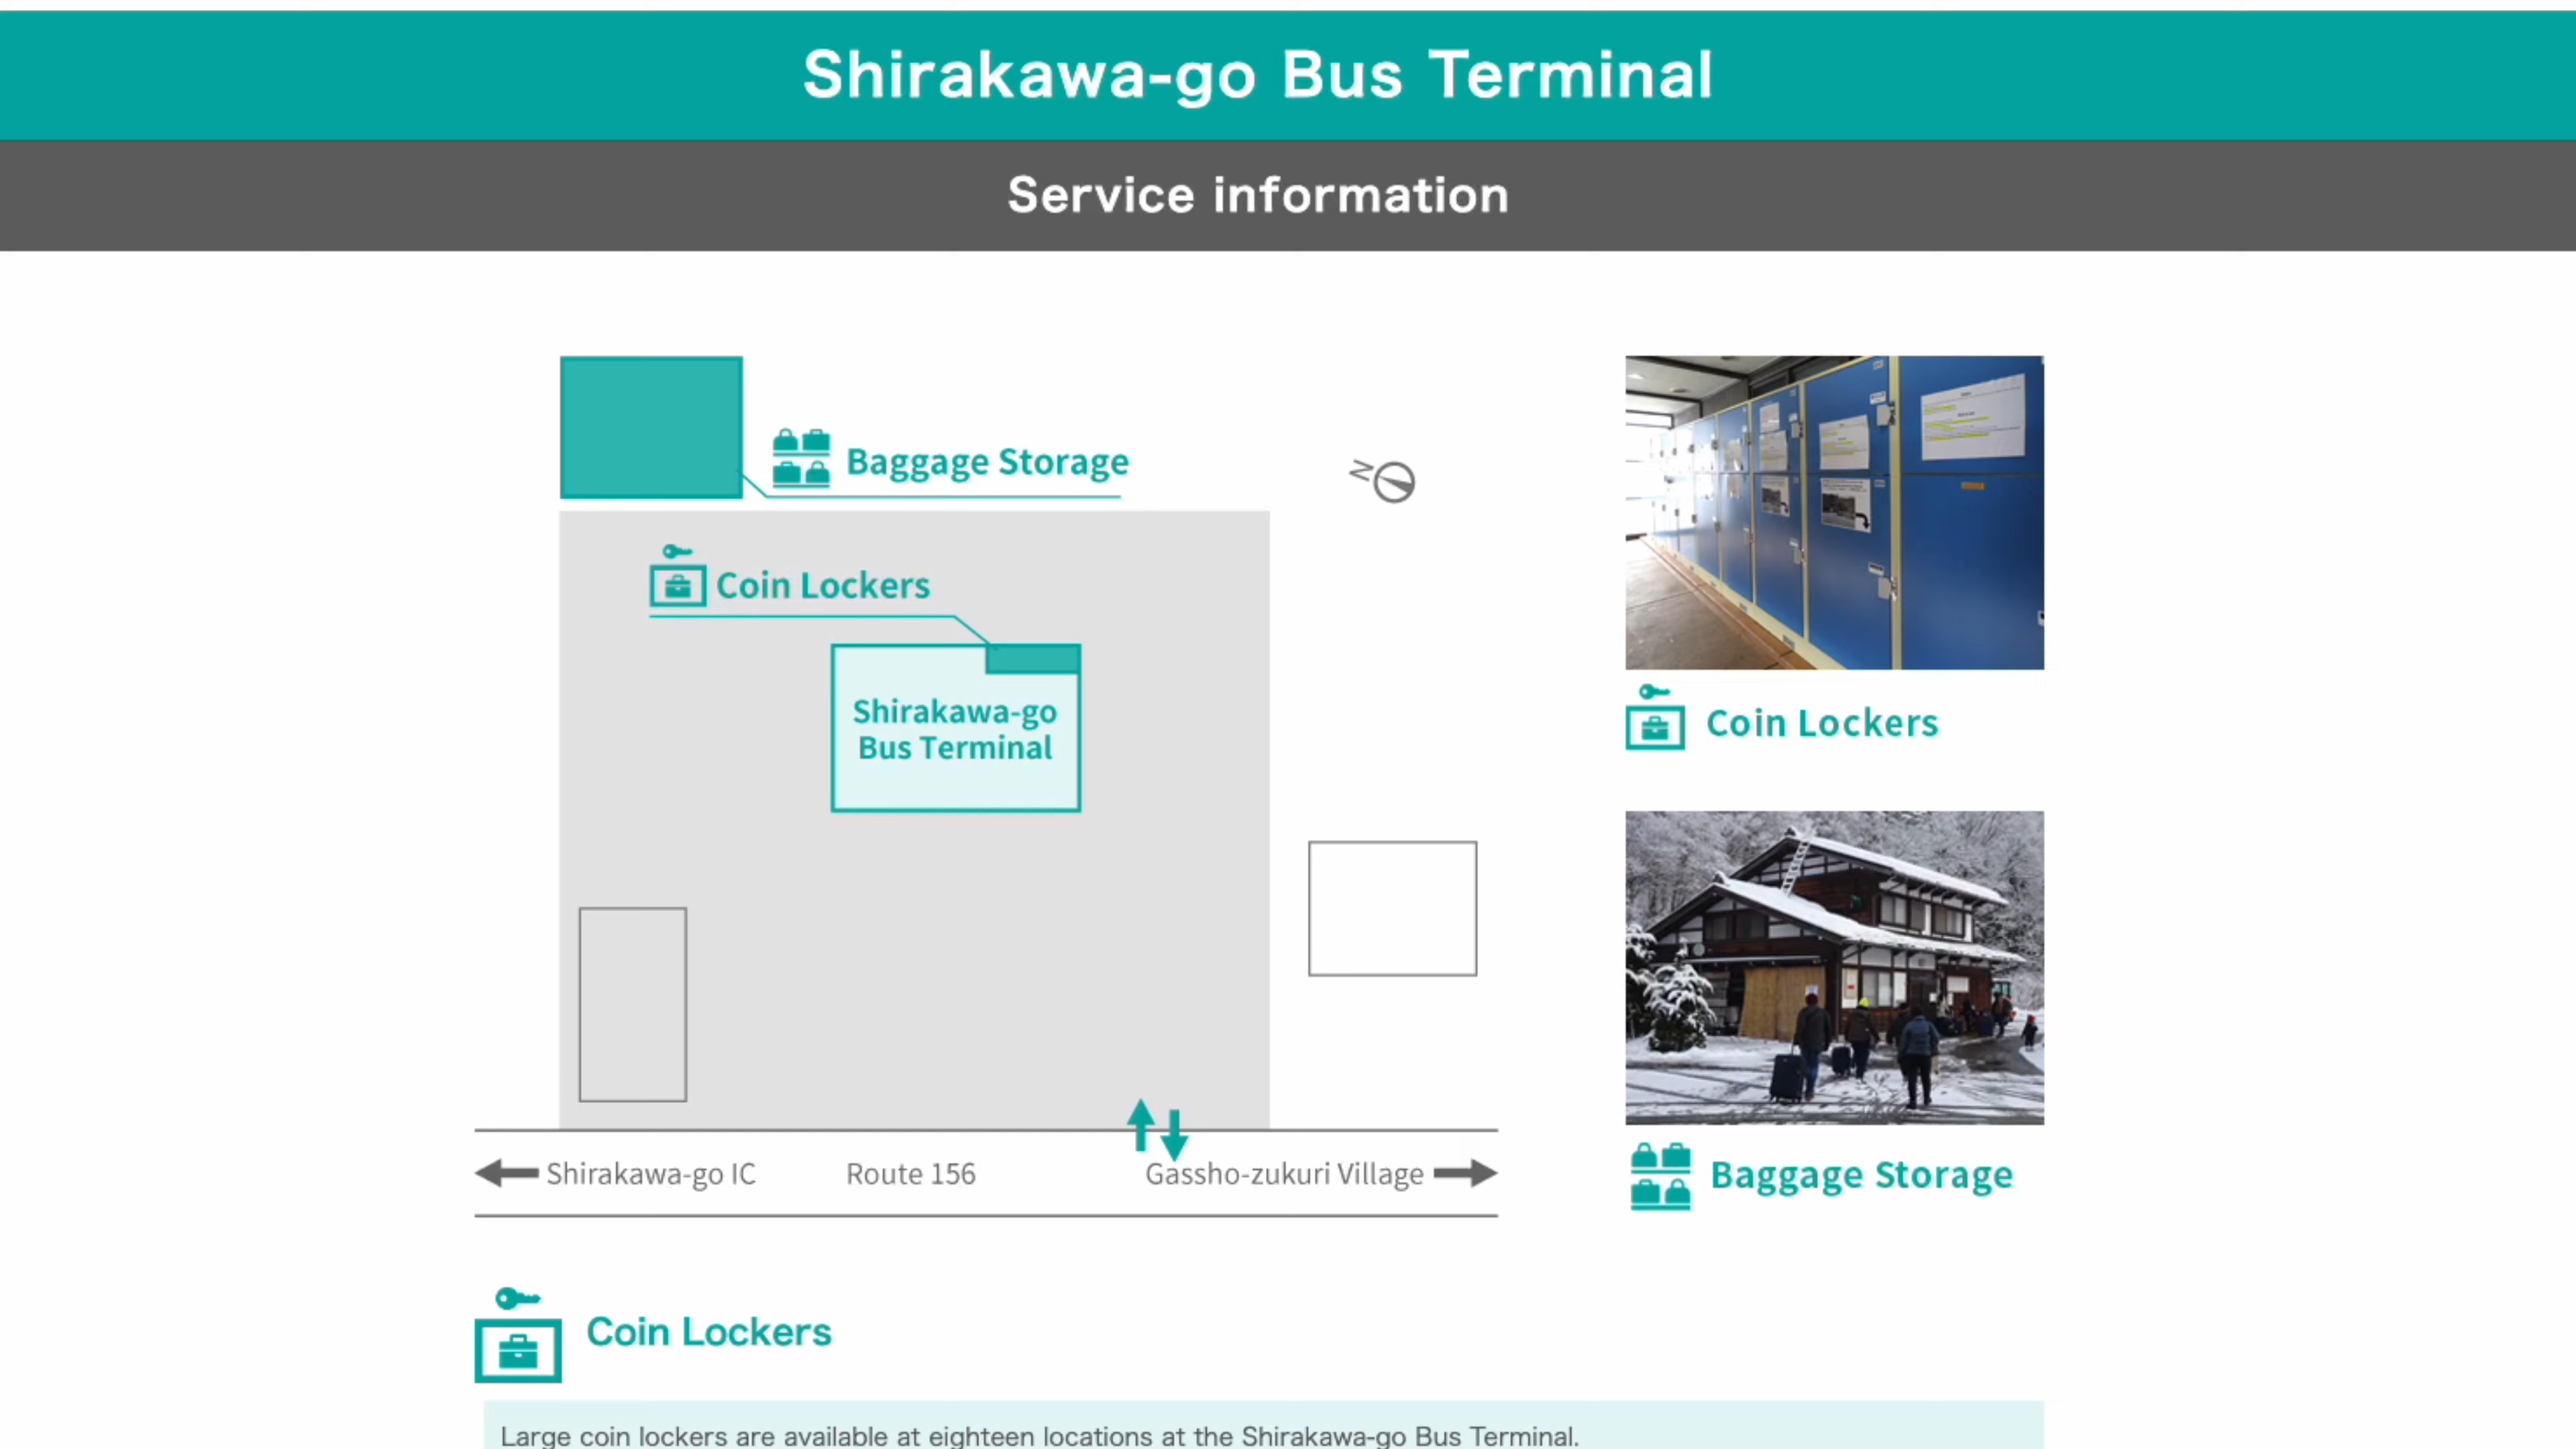 Shirakawa-go Bus Terminal
Service information
Baggage Storage
N
Coin Lockers
Shirakawa-go
Bus Terminal
Shirakawa-go IC
Route 156
Gassho-zukuri Village
Coin Lockers
Baggage Storage
Coin Lockers
Large coin lockers are available at eighteen locations at the Shirakawa-go Bus Terminal.